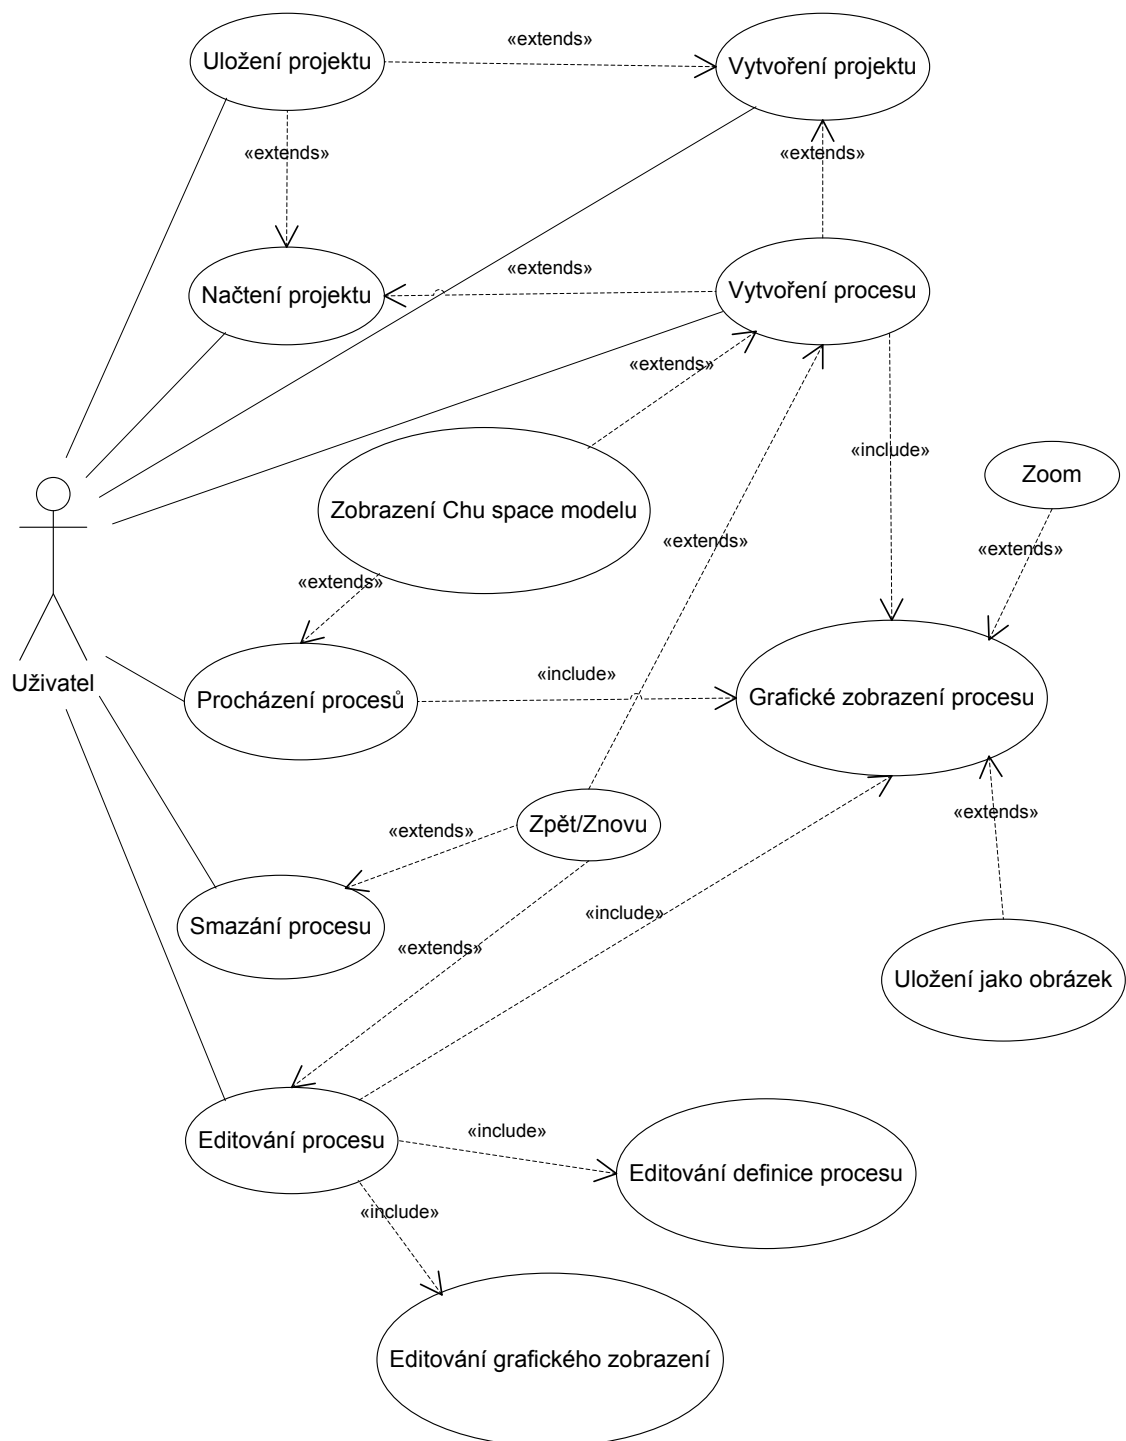 «extends»
Uložení projektu
Vytvoření projektu
«extends»
«extends»
«extends»
Načtení projektu
Vytvoření procesu
«extends»
«include»
Zoom
Zobrazení Chu space modelu
«extends»
«extends»
«extends»
Uživatel
«include»
Procházení procesů
Grafické zobrazení procesu
«extends»
Zpět/Znovu
«extends»
«include»
Smazání procesu
«extends»
Uložení jako obrázek
«include»
Editování procesu
Editování definice procesu
«include»
Editování grafického zobrazení